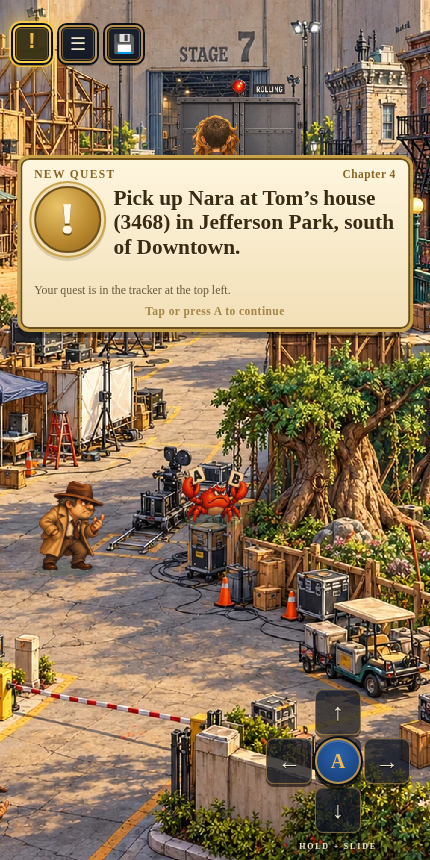 STAGE 7
ROLLING
NEW QUEST
Chapter 4
!
Pick up Nara at Tom’s house
(3468) in Jefferson Park, south
of Downtown.
Your quest is in the tracker at the top left.
Tap or press A to continue
A
HOLD - SLIDE